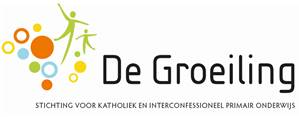 De Groeiling
STICHTING VOOR KATHOLIEK EN INTERCONFESSIONEEL PRIMAIR ONDERWIJS